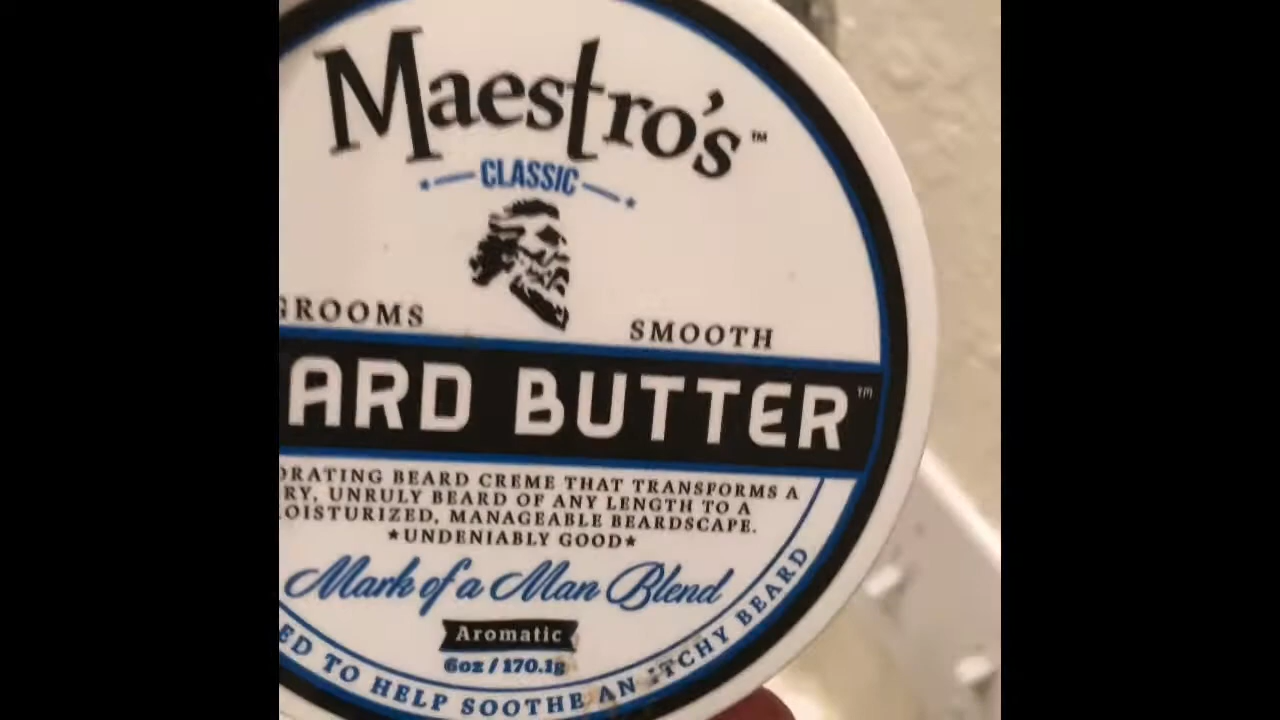 Maestro's™
CLASSIC
GROOMS SMOOTH
ARD BUTTER™
DRATING BEARD CREME THAT TRANSFORMS A
RY, UNRULY BEARD OF ANY LENGTH TO A
OISTURIZED, MANAGEABLE BEARDSCAPE.
★UNDENIABLY GOOD★
Mark of a Man Blend
Aromatic
6oz / 170.1g
ED TO HELP SOOTHE AN ITCHY BEARD